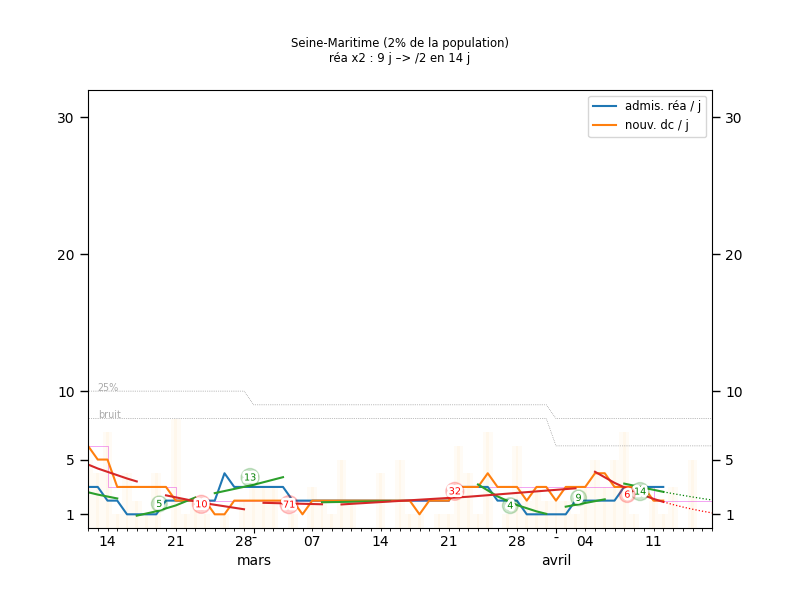 Seine-Maritime (2% de la population)
réa x2 : 9 j –> /2 en 14 j
admis. réa / j
nouv. dc / j
30 30
20 20
10 10
5 5
1 1
25%
bruit
5 10 13 71 32 4 9 6 14
14 21 28 07 14 21 28 04 11
mars avril